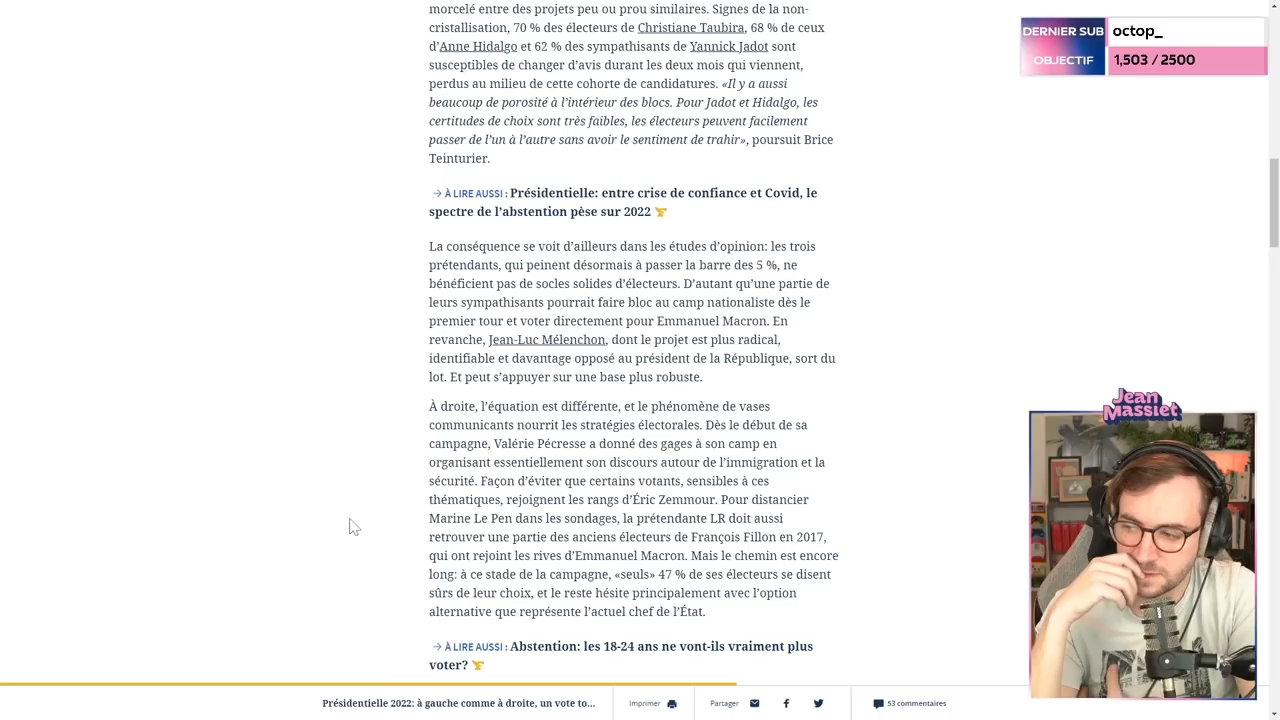 morcelé entre des projets peu ou prou similaires. Signes de la non-
cristallisation, 70 % des électeurs de Christiane Taubira, 68 % de ceux
d'Anne Hidalgo et 62 % des sympathisants de Yannick Jadot sont
susceptibles de changer d'avis durant les deux mois qui viennent,
perdus au milieu de cette cohorte de candidatures. «Il y a aussi
beaucoup de porosité à l'intérieur des blocs. Pour Jadot et Hidalgo, les
certitudes de choix sont très faibles, les électeurs peuvent facilement
passer de l'un à l'autre sans avoir le sentiment de trahir», poursuit Brice
Teinturier.
→ À LIRE AUSSI : Présidentielle: entre crise de confiance et Covid, le
spectre de l'abstention pèse sur 2022
La conséquence se voit d'ailleurs dans les études d'opinion: les trois
prétendants, qui peinent désormais à passer la barre des 5 %, ne
bénéficient pas de socles solides d'électeurs. D'autant qu'une partie de
leurs sympathisants pourrait faire bloc au camp nationaliste dès le
premier tour et voter directement pour Emmanuel Macron. En
revanche, Jean-Luc Mélenchon, dont le projet est plus radical,
identifiable et davantage opposé au président de la République, sort du
lot. Et peut s'appuyer sur une base plus robuste.
À droite, l'équation est différente, et le phénomène de vases
communicants nourrit les stratégies électorales. Dès le début de sa
campagne, Valérie Pécresse a donné des gages à son camp en
organisant essentiellement son discours autour de l'immigration et la
sécurité. Façon d'éviter que certains votants, sensibles à ces
thématiques, rejoignent les rangs d'Éric Zemmour. Pour distancier
Marine Le Pen dans les sondages, la prétendante LR doit aussi
retrouver une partie des anciens électeurs de François Fillon en 2017,
qui ont rejoint les rives d'Emmanuel Macron. Mais le chemin est encore
long: à ce stade de la campagne, «seuls» 47 % de ses électeurs se disent
sûrs de leur choix, et le reste hésite principalement avec l'option
alternative que représente l'actuel chef de l'État.
→ À LIRE AUSSI : Abstention: les 18-24 ans ne vont-ils vraiment plus
voter?
Présidentielle 2022: à gauche comme à droite, un vote to...
Imprimer
Partager
53 commentaires
DERNIER SUB
octop_
OBJECTIF
1,503 / 2500
Jean
Massiet